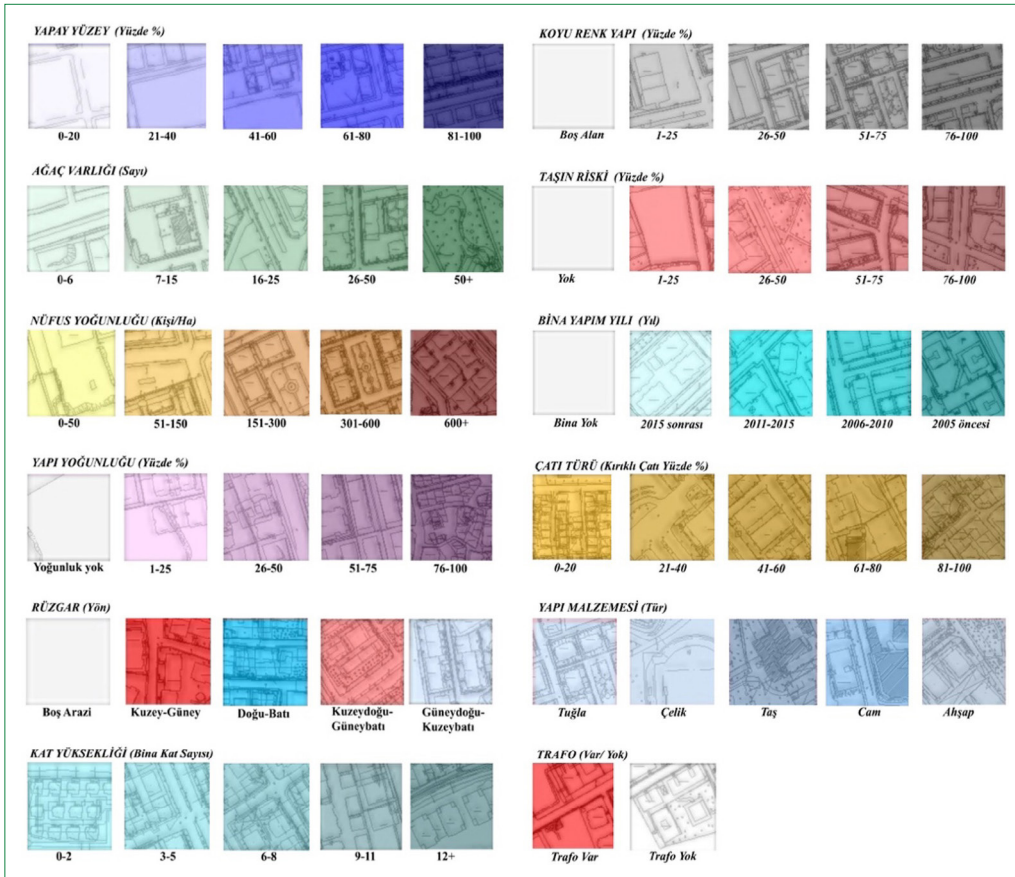 YAPAY YÜZEY (Yüzde %)
0-20 21-40 41-60 61-80 81-100
AĞAÇ VARLIĞI (Sayı)
0-6 7-15 16-25 26-50 50+
NÜFUS YOĞUNLUĞU (Kişi/Ha)
0-50 51-150 151-300 301-600 600+
YAPI YOĞUNLUĞU (Yüzde %)
Yoğunluk yok 1-25 26-50 51-75 76-100
RÜZGAR (Yön)
Boş Arazi Kuzey-Güney Doğu-Batı Kuzeydoğu- Güneydoğu-
Güneybatı Kuzeybatı
KAT YÜKSEKLİĞİ (Bina Kat Sayısı)
0-2 3-5 6-8 9-11 12+
KOYU RENK YAPI (Yüzde %)
Boş Alan 1-25 26-50 51-75 76-100
TAŞIN RİSKİ (Yüzde %)
Yok 1-25 26-50 51-75 76-100
BİNA YAPIM YILI (Yıl)
Bina Yok 2015 sonrası 2011-2015 2006-2010 2005 öncesi
ÇATI TÜRÜ (Kırıklı Çatı Yüzde %)
0-20 21-40 41-60 61-80 81-100
YAPI MALZEMESİ (Tür)
Tuğla Çelik Taş Cam Ahşap
TRAFO (Var/ Yok)
Trafo Var Trafo Yok